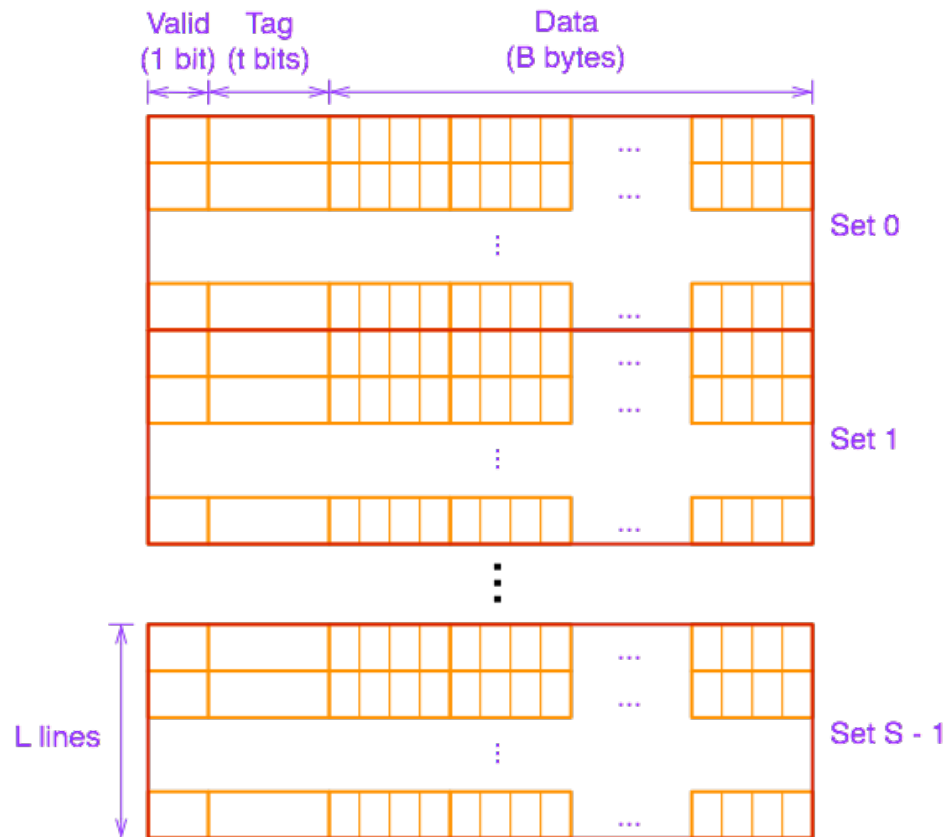 Valid Tag Data
(1 bit) (t bits) (B bytes)
...
...
Set 0
...
...
...
...
Set 1
...
...
...
...
...
L lines
Set S - 1
...
...